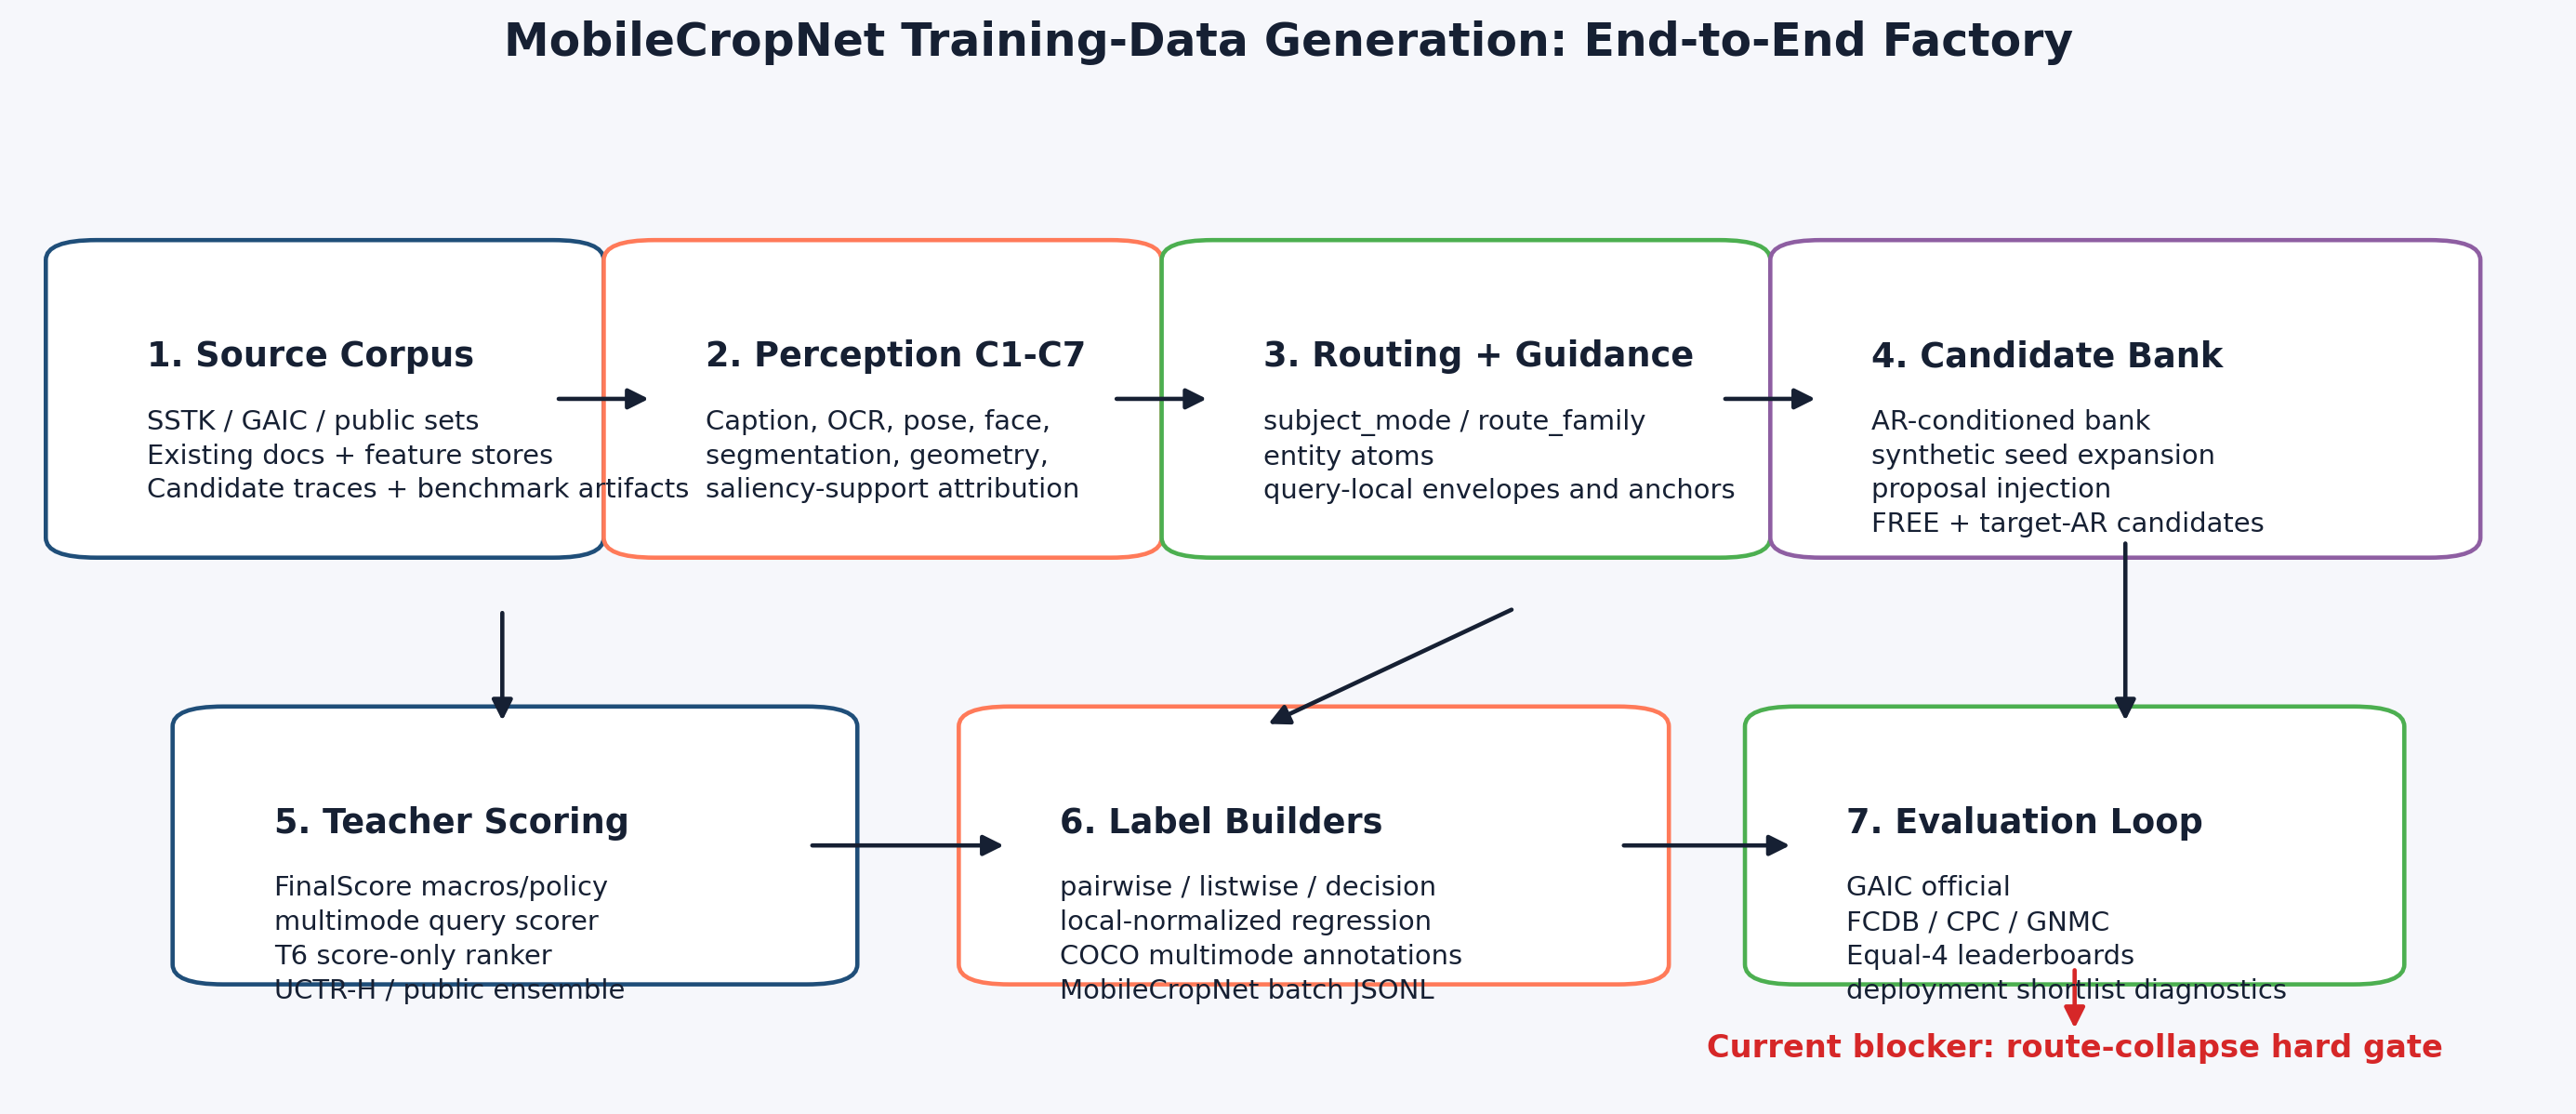 MobileCropNet Training-Data Generation: End-to-End Factory
1. Source Corpus
SSTK / GAIC / public sets
Existing docs + feature stores
Candidate traces + benchmark artifacts
2. Perception C1-C7
Caption, OCR, pose, face,
segmentation, geometry,
saliency-support attribution
3. Routing + Guidance
subject_mode / route_family
entity atoms
query-local envelopes and anchors
4. Candidate Bank
AR-conditioned bank
synthetic seed expansion
proposal injection
FREE + target-AR candidates
5. Teacher Scoring
FinalScore macros/policy
multimode query scorer
T6 score-only ranker
UCTR-H / public ensemble
6. Label Builders
pairwise / listwise / decision
local-normalized regression
COCO multimode annotations
MobileCropNet batch JSONL
7. Evaluation Loop
GAIC official
FCDB / CPC / GNMC
Equal-4 leaderboards
deployment shortlist diagnostics
Current blocker: route-collapse hard gate